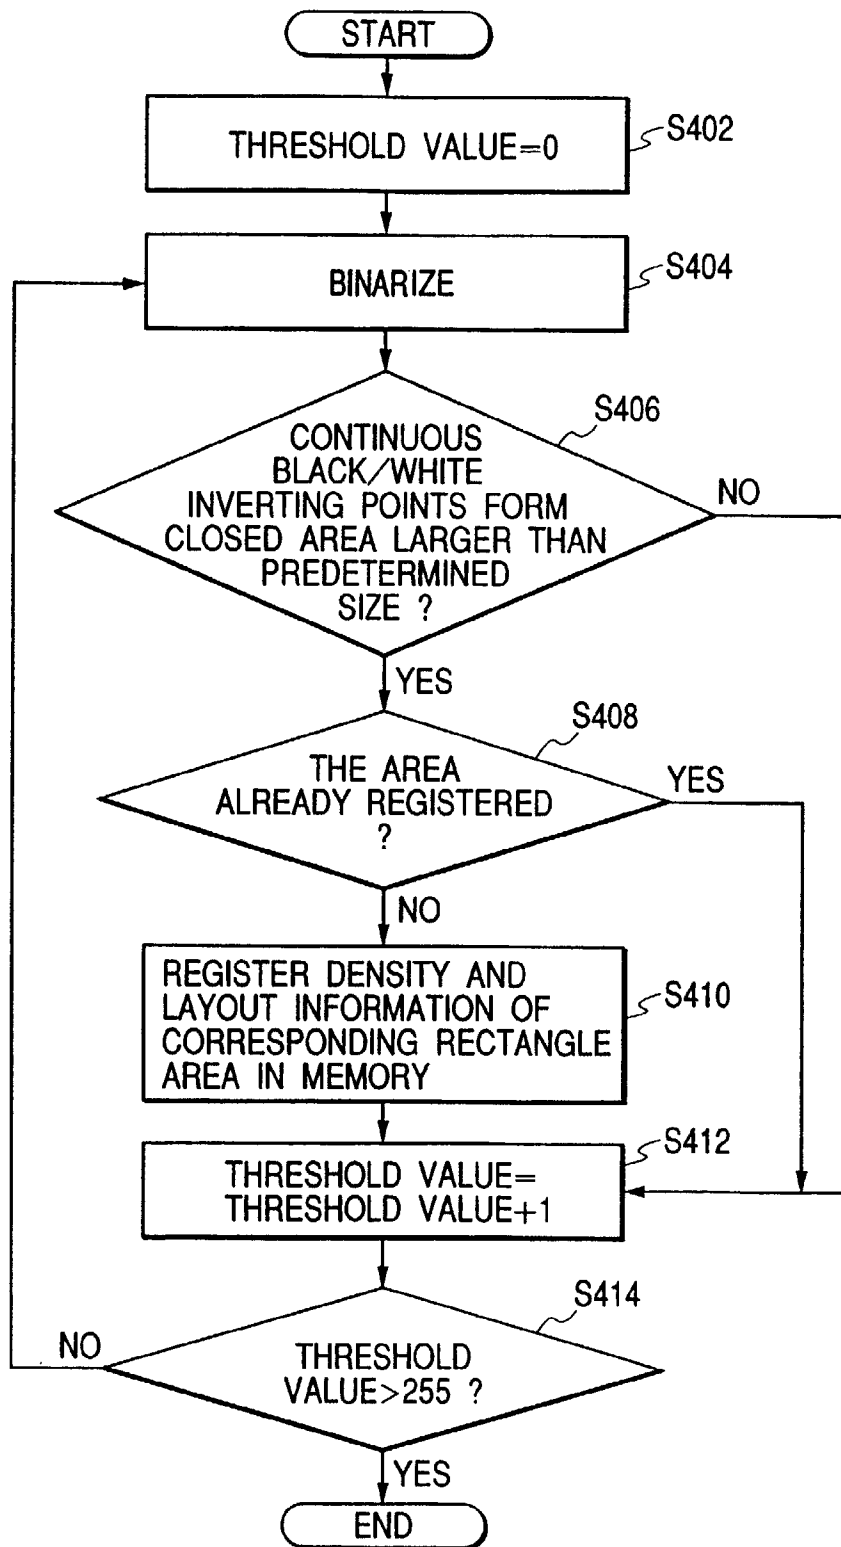 START
THRESHOLD VALUE=0
S402
BINARIZE
S404
S406
CONTINUOUS
BLACK/WHITE
INVERTING POINTS FORM
CLOSED AREA LARGER THAN
PREDETERMINED
SIZE ?
NO
YES
S408
THE AREA
ALREADY REGISTERED
?
YES
NO
REGISTER DENSITY AND
LAYOUT INFORMATION OF
CORRESPONDING RECTANGLE
AREA IN MEMORY
S410
S412
THRESHOLD VALUE=
THRESHOLD VALUE+1
S414
NO
THRESHOLD
VALUE>255 ?
YES
END